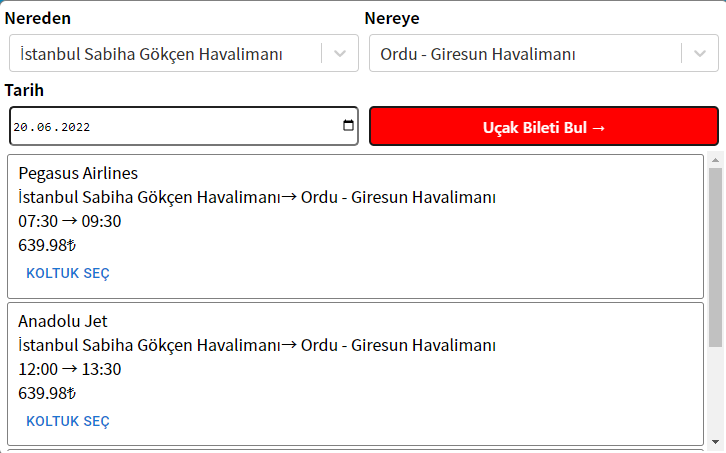 Nereden
Nereye
İstanbul Sabiha Gökçen Havalimanı
Ordu - Giresun Havalimanı
Tarih
20.06.2022
Uçak Bileti Bul →
Pegasus Airlines
İstanbul Sabiha Gökçen Havalimanı→ Ordu - Giresun Havalimanı
07:30 → 09:30
639.98₺
KOLTUK SEÇ
Anadolu Jet
İstanbul Sabiha Gökçen Havalimanı→ Ordu - Giresun Havalimanı
12:00 → 13:30
639.98₺
KOLTUK SEÇ